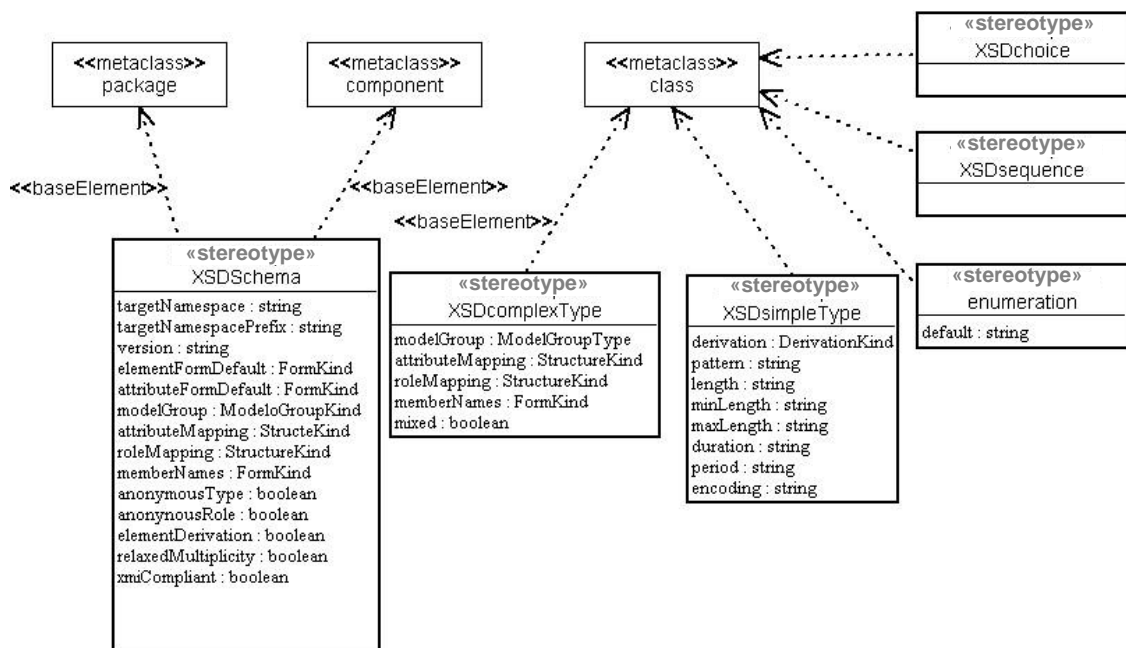 «stereotype»
XSDchoice
<<metaclass>>
package
<<metaclass>>
component
<<metaclass>>
class
«stereotype»
XSDsequence
<<baseElement>>
<<baseElement>>
<<baseElement>>
«stereotype»
XSDSchema
targetNamespace : string
targetNamespacePrefix : string
version : string
elementFormDefault : FormKind
attributeFormDefault : FormKind
modelGroup : ModeloGroupKind
attributeMapping : StructeKind
roleMapping : StructureKind
memberNames : FormKind
anonymousType : boolean
anonynousRole : boolean
elementDerivation : boolean
relaxedMultiplicity : boolean
xmiCompliant : boolean
«stereotype»
XSDcomplexType
modelGroup : ModelGroupType
attributeMapping : StructureKind
roleMapping : StructureKind
memberNames : FormKind
mixed : boolean
«stereotype»
XSDsimpleType
derivation : DerivationKind
pattern : string
length : string
minLength : string
maxLength : string
duration : string
period : string
encoding : string
«stereotype»
enumeration
default : string